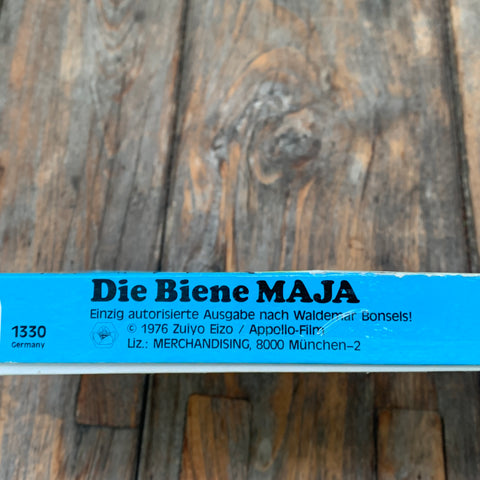 Die Biene MAJA
Einzig autorisierte Ausgabe nach Waldemar Bonsels!
© 1976 Zuiyo Eizo / Appollo-Film
Liz.: MERCHANDISING, 8000 München-2
1330
Germany